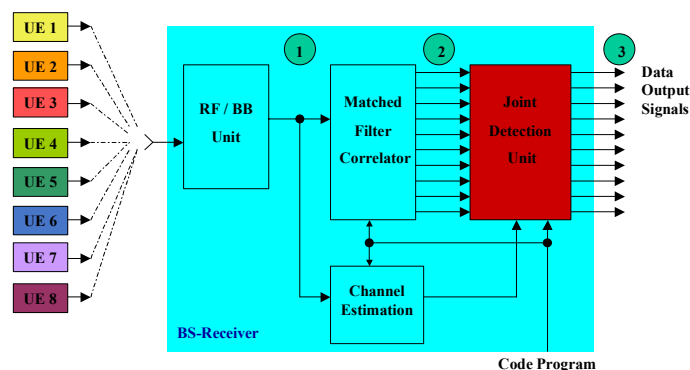 UE 1
UE 2
UE 3
UE 4
UE 5
UE 6
UE 7
UE 8
RF / BB
Unit
1
Matched
Filter
Correlator
2
Joint
Detection
Unit
3
Data
Output
Signals
Channel
Estimation
BS-Receiver
Code Program